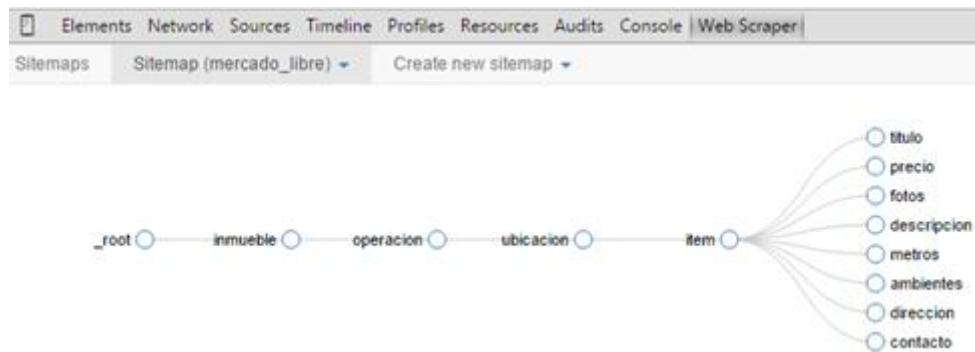 Elements Network Sources Timeline Profiles Resources Audits Console Web Scraper
Sitemaps Sitemap (mercado_libre) Create new sitemap
titulo
precio
fotos
descripcion
_root inmueble operacion ubicacion item
metros
ambientes
direccion
contacto